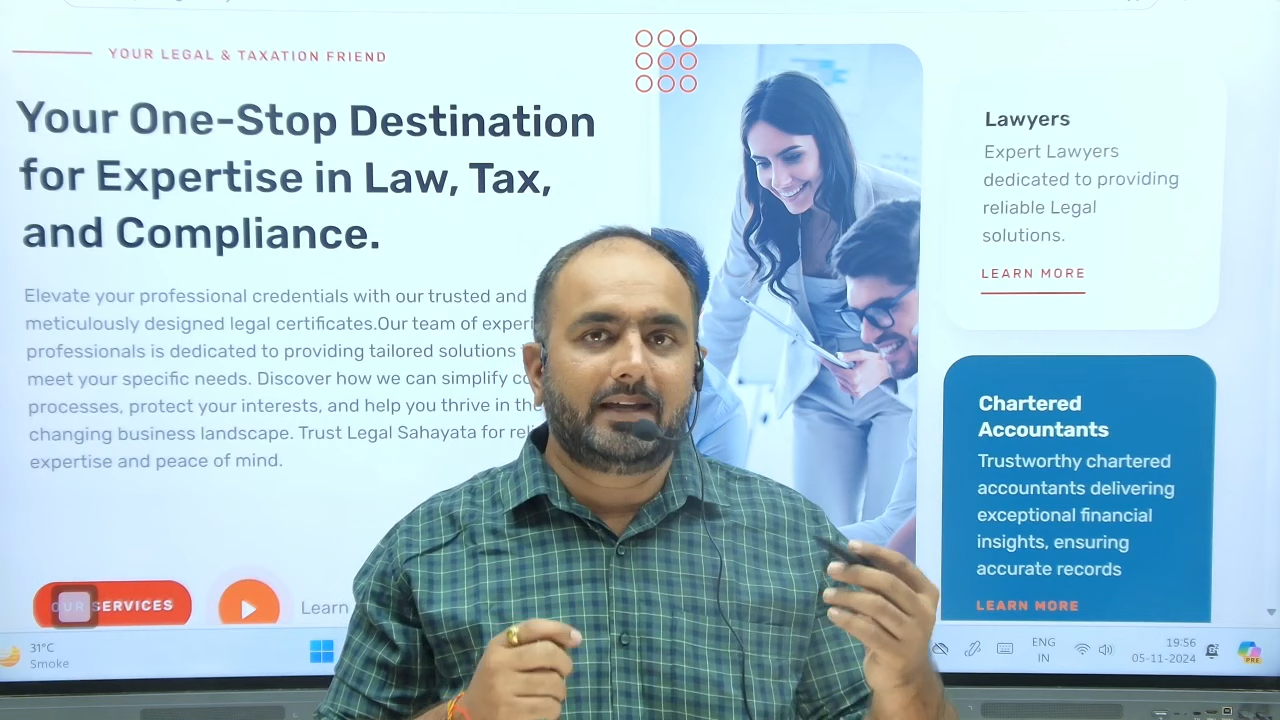 YOUR LEGAL & TAXATION FRIEND
Your One-Stop Destination
for Expertise in Law, Tax,
and Compliance.
Elevate your professional credentials with our trusted and
meticulously designed legal certificates.Our team of
professionals is dedicated to providing tailored solutions
meet your specific needs. Discover how we can simplify
processes, protect your interests, and help you thrive in
changing business landscape. Trust Legal Sahayata for
expertise and peace of mind.
OUR SERVICES
Learn
Lawyers
Expert Lawyers
dedicated to providing
reliable Legal
solutions.
LEARN MORE
Chartered
Accountants
Trustworthy chartered
accountants delivering
exceptional financial
insights, ensuring
accurate records
LEARN MORE
31°C
Smoke
ENG
IN
19:56
05-11-2024
PRE